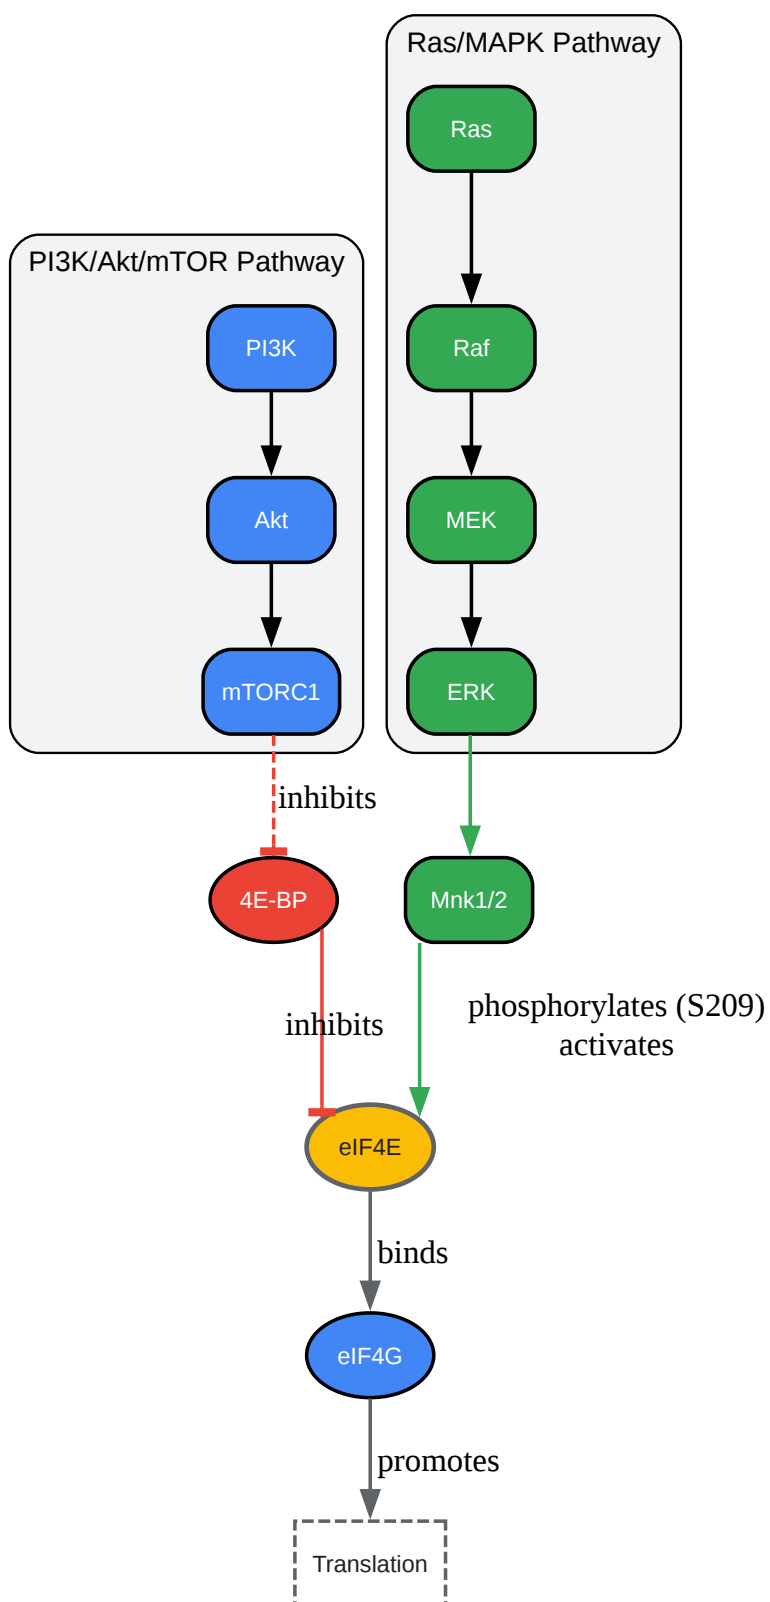 Ras/MAPK Pathway
Ras
PI3K/Akt/mTOR Pathway
PI3K
Raf
Akt
MEK
mTORC1
ERK
inhibits
4E-BP
Mnk1/2
phosphorylates (S209)
inhibits
activates
eIF4E
binds
eIF4G
promotes
Translation